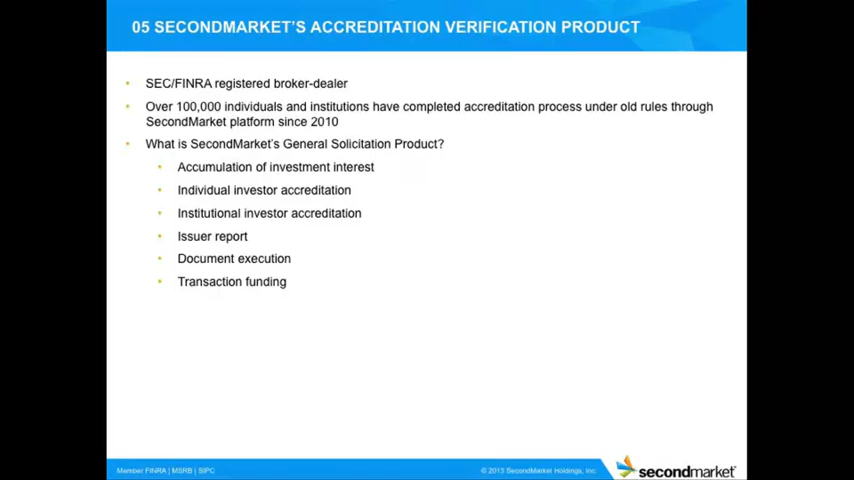 05 SECONDMARKET'S ACCREDITATION VERIFICATION PRODUCT
• SEC/FINRA registered broker-dealer
• Over 100,000 individuals and institutions have completed accreditation process under old rules through
SecondMarket platform since 2010
• What is SecondMarket's General Solicitation Product?
• Accumulation of investment interest
• Individual investor accreditation
• Institutional investor accreditation
• Issuer report
• Document execution
• Transaction funding
Member FINRA | MSRB | SIPC
© 2013 SecondMarket Holdings, Inc.
secondmarket